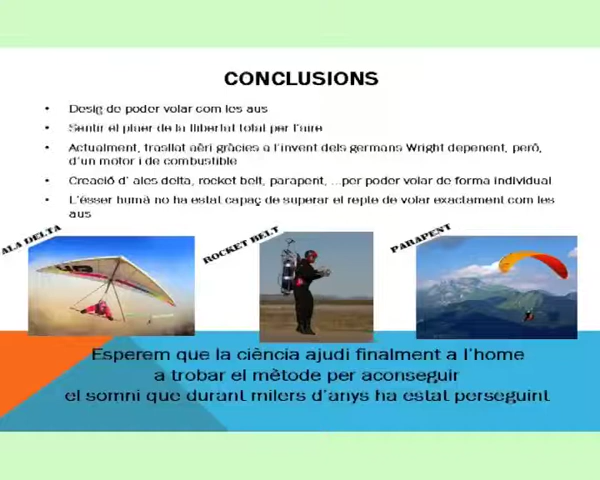 CONCLUSIONS
• Desig de poder volar com les aus
• Sentir el plaer de la llibertat total per l'aire
• Actualment, trasllat aèri gràcies a l'invent dels germans Wright depenent, però,
d'un motor i de combustible
• Creació d' ales delta, rocket belt, parapent, ...per poder volar de forma individual
• L'ésser humà no ha estat capaç de superar el repte de volar exactament com les
aus
ALA DELTA
ROCKET BELT
PARAPENT
Esperem que la ciència ajudi finalment a l'home
a trobar el mètode per aconseguir
el somni que durant milers d'anys ha estat perseguint